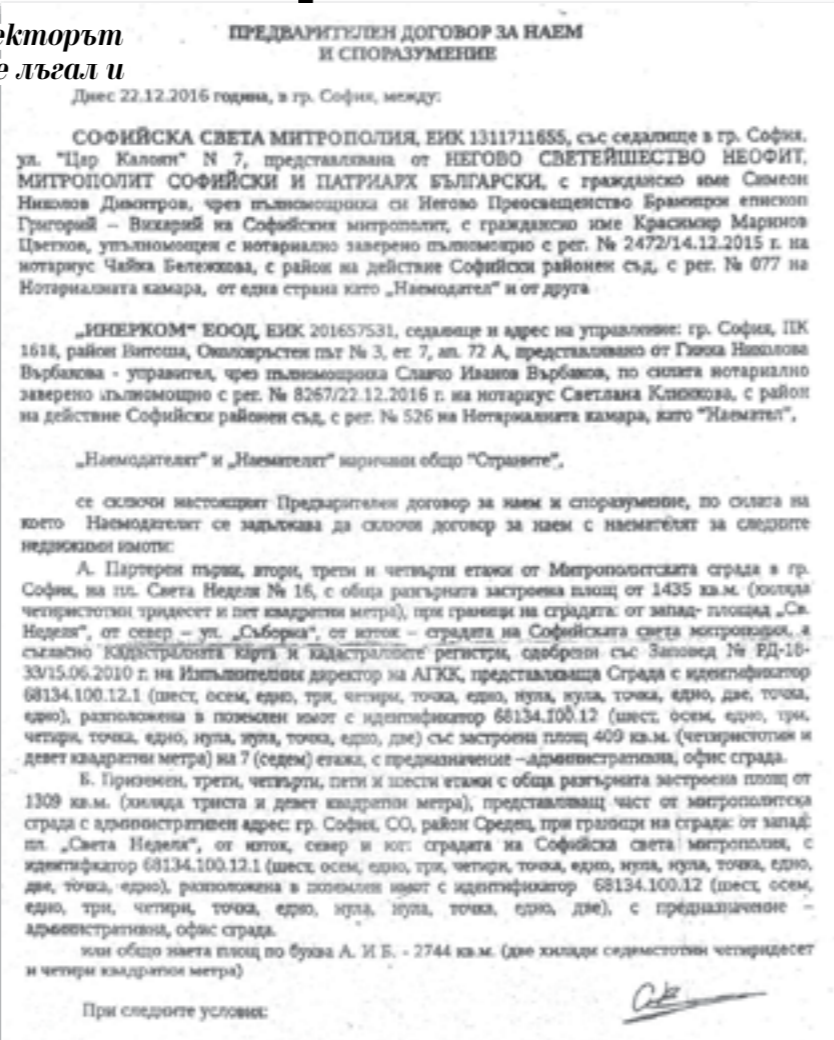 екторът
е лъгал и
ПРЕДВАРИТЕЛЕН ДОГОВОР ЗА НАЕМ
И СПОРАЗУМЕНИЕ
Днес 22.12.2016 година, в гр. София, между:
СОФИЙСКА СВЕТА МИТРОПОЛИЯ, ЕИК 1311711655, със седалище в гр. София,
ул. "Цар Калоян" N 7, представлявана от НЕГОВО СВЕТЕЙШЕСТВО НЕОФИТ,
МИТРОПОЛИТ СОФИЙСКИ И ПАТРИАРХ БЪЛГАРСКИ, с гражданско име Симеон
Николов Димитров, чрез пълномощника си Негово Преосвещенство Браницки епископ
Григорий – Викарий на Софийския митрополит, с гражданско име Красимир Маринов
Цветков, упълномощен с нотариално заверено пълномощно с рег. № 2472/14.12.2015 г. на
нотариус Чайка Бележкова, с район на действие Софийски районен съд, с рег. № 077 на
Нотариалната камара, от една страна като „Наемодател" и от друга
„ИНЕРКОМ" ЕООД, ЕИК 201657531, седалище и адрес на управление: гр. София, ПК
1618, район Витоша, Околовръстен път № 3, ет. 7, ап. 72 А, представлявано от Гинка Николова
Върбакова - управител, чрез пълномощника Славчо Иванов Върбаков, по силата нотариално
заверено пълномощно с рег. № 8267/22.12.2016 г. на нотариус Светлана Клинкова, с район
на действие Софийски районен съд, с рег. № 526 на Нотариалната камара, като "Наемател",
„Наемодателят" и „Наемателят" наричани общо "Страните",
се сключи настоящият Предварителен договор за наем и споразумение, по силата на
което Наемодателят се задължава да сключи договор за наем с наемателят за следните
недвижими имоти:
А. Партерен първи, втори, трети и четвърти етажи от Митрополитската сграда в гр.
София, на пл. Света Неделя № 16, с обща разгърната застроена площ от 1435 кв.м. (хиляда
четиристотин тридесет и пет квадратни метра), при граници на сградата: от запад- площад „Св.
Неделя", от север – ул. „Съборна", от изток – сградата на Софийската света митрополия, а
съгласно кадастралната карта и кадастралните регистри, одобрени със Заповед № РД-18-
33/15.06.2010 г. на Изпълнителния директор на АГКК, представляваща Сграда с идентификатор
68134.100.12.1 (шест, осем, едно, три, четири, точка, едно, нула, нула, точка, едно, две, точка,
едно), разположена в поземлен имот с идентификатор 68134.100.12 (шест, осем, едно, три,
четири, точка, едно, нула, нула, точка, едно, две) със застроена площ 409 кв.м. (четиристотин и
девет квадратни метра) на 7 (седем) етажа, с предназначение –административна, офис сграда.
Б. Приземен, трети, четвърти, пети и шести етажи с обща разгърната застроена площ от
1309 кв.м. (хиляда триста и девет квадратни метра), представляващ част от митрополитска
сграда с административен адрес: гр. София, СО, район Средец, при граници на сграда: от запад:
пл. „Света Неделя", от изток, север и юг: сградата на Софийска света митрополия, с
идентифкатор 68134.100.12.1 (шест, осем, едно, три, четири, точка, едно, нула, нула, точка, едно,
две, точка, едно), разположена в поземлен имот с идентификатор 68134.100.12 (шест, осем,
едно, три, четири, точка, едно, нула, нула, точка, едно, две), с предназначение –
административна, офис сграда.
или общо наета площ по буква А. И Б. - 2744 кв.м. (две хиляди седемстотин четиридесет
и четири квадратни метра)
При следните условия: